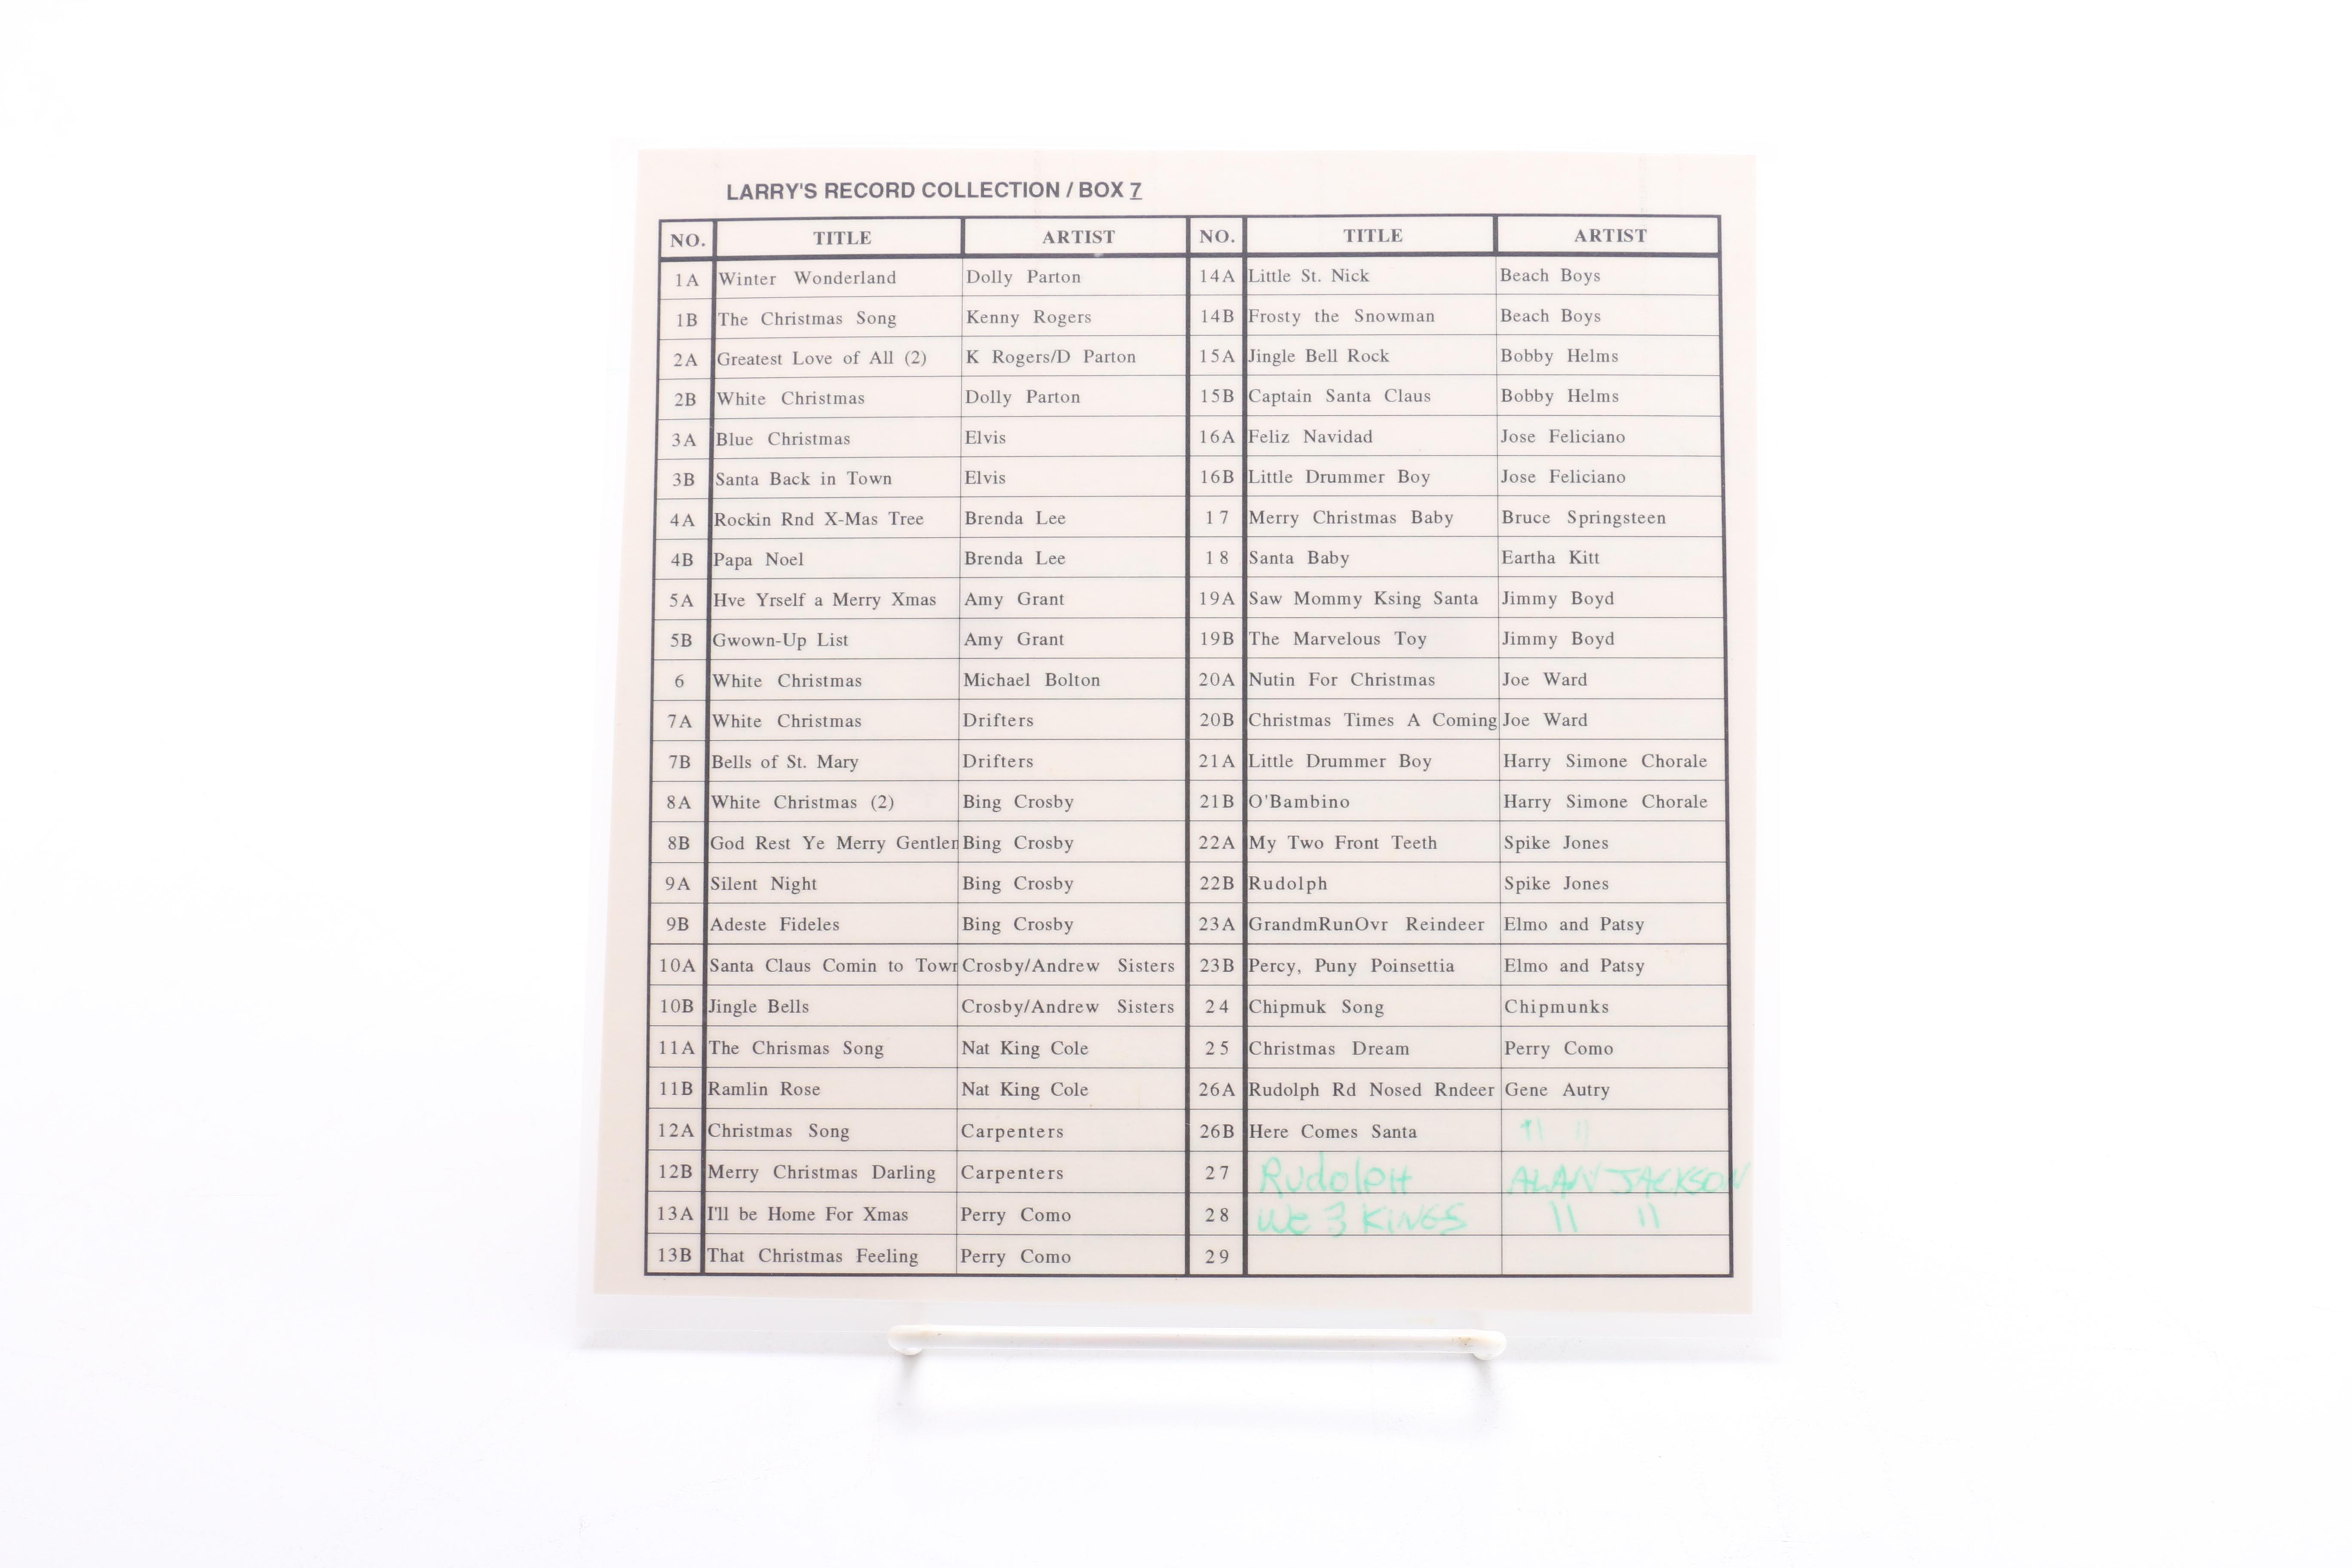 LARRY'S RECORD COLLECTION / BOX 7
NO. TITLE ARTIST NO. TITLE ARTIST
1A Winter Wonderland Dolly Parton 14A Little St. Nick Beach Boys
1B The Christmas Song Kenny Rogers 14B Frosty the Snowman Beach Boys
2A Greatest Love of All (2) K Rogers/D Parton 15A Jingle Bell Rock Bobby Helms
2B White Christmas Dolly Parton 15B Captain Santa Claus Bobby Helms
3A Blue Christmas Elvis 16A Feliz Navidad Jose Feliciano
3B Santa Back in Town Elvis 16B Little Drummer Boy Jose Feliciano
4A Rockin Rnd X-Mas Tree Brenda Lee 17 Merry Christmas Baby Bruce Springsteen
4B Papa Noel Brenda Lee 18 Santa Baby Eartha Kitt
5A Hve Yrself a Merry Xmas Amy Grant 19A Saw Mommy Ksing Santa Jimmy Boyd
5B Gwown-Up List Amy Grant 19B The Marvelous Toy Jimmy Boyd
6 White Christmas Michael Bolton 20A Nutin For Christmas Joe Ward
7A White Christmas Drifters 20B Christmas Times A Coming Joe Ward
7B Bells of St. Mary Drifters 21A Little Drummer Boy Harry Simone Chorale
8A White Christmas (2) Bing Crosby 21B O'Bambino Harry Simone Chorale
8B God Rest Ye Merry Gentlen Bing Crosby 22A My Two Front Teeth Spike Jones
9A Silent Night Bing Crosby 22B Rudolph Spike Jones
9B Adeste Fideles Bing Crosby 23A GrandmRunOvr Reindeer Elmo and Patsy
10A Santa Claus Comin to Town Crosby/Andrew Sisters 23B Percy, Puny Poinsettia Elmo and Patsy
10B Jingle Bells Crosby/Andrew Sisters 24 Chipmuk Song Chipmunks
11A The Chrismas Song Nat King Cole 25 Christmas Dream Perry Como
11B Ramlin Rose Nat King Cole 26A Rudolph Rd Nosed Rndeer Gene Autry
12A Christmas Song Carpenters 26B Here Comes Santa " "
12B Merry Christmas Darling Carpenters 27 RudolPH ALAN JACKSON
13A I'll be Home For Xmas Perry Como 28 We 3 KiNGS " "
13B That Christmas Feeling Perry Como 29